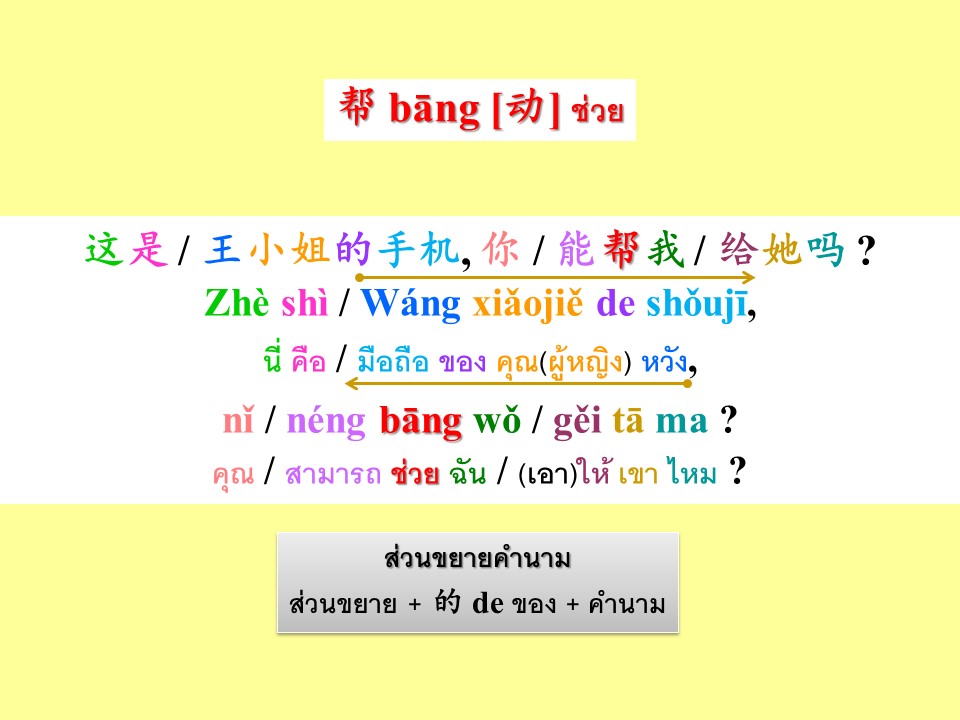 帮 bāng [动] ช่วย
这是 / 王小姐的手机, 你 / 能帮我 / 给她吗 ?
Zhè shì / Wáng xiǎojiě de shǒujī,
นี่ คือ / มือถือ ของ คุณ(ผู้หญิง) หวัง,
nǐ / néng bāng wǒ / gěi tā ma ?
คุณ / สามารถ ช่วย ฉัน / (เอา)ให้ เขา ไหม ?
ส่วนขยายคำนาม
ส่วนขยาย + 的 de ของ + คำนาม